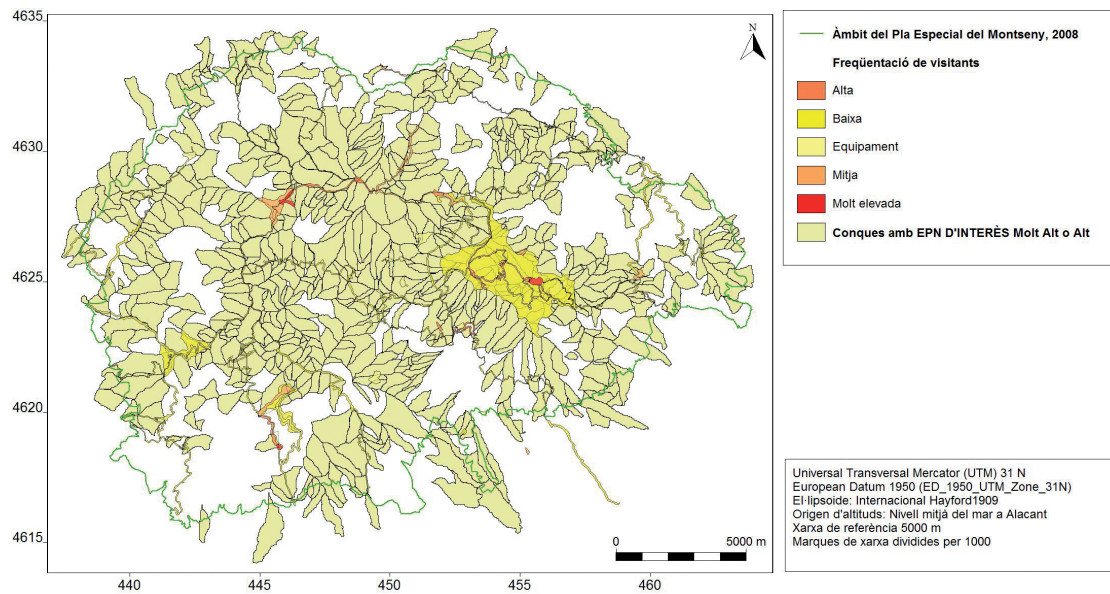 4635
4630
4625
4620
4615
440
445
450
455
460
N
0
5000 m
Àmbit del Pla Especial del Montseny, 2008
Freqüentació de visitants
Alta
Baixa
Equipament
Mitja
Molt elevada
Conques amb EPN D'INTERÈS Molt Alt o Alt
Universal Transversal Mercator (UTM) 31 N
European Datum 1950 (ED_1950_UTM_Zone_31N)
El·lipsoide: Internacional Hayford1909
Origen d'altituds: Nivell mitjà del mar a Alacant
Xarxa de referència 5000 m
Marques de xarxa dividides per 1000